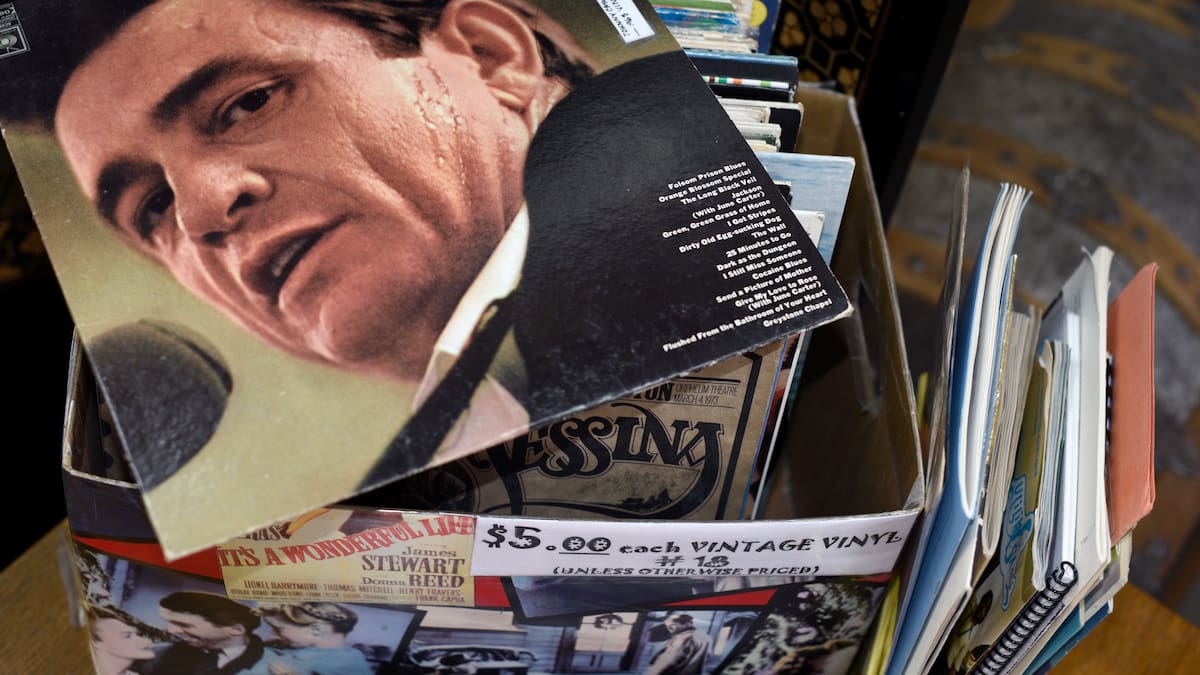 JOHNNY CASH
Folsom Prison Blues
Orange Blossom Special
The Long Black Veil
Jackson
(With June Carter)
Green, Green Grass of Home
I Got Stripes
Dirty Old Egg-sucking Dog
The Wall
25 Minutes to Go
Dark as the Dungeon
I Still Miss Someone
Cocaine Blues
Send a Picture of Mother
Give My Love to Rose
(With June Carter)
Flushed From the Bathroom of Your Heart
Greystone Chapel
ORPHEUM THEATRE
MARCH 4, 1973
IT'S A WONDERFUL LIFE
James
STEWART
Donna
REED
LIONEL BARRYMORE · THOMAS MITCHELL · HENRY TRAVERS
FRANK CAPRA
$5.00 each VINTAGE VINYL
# 18
(UNLESS OTHERWISE PRICED)